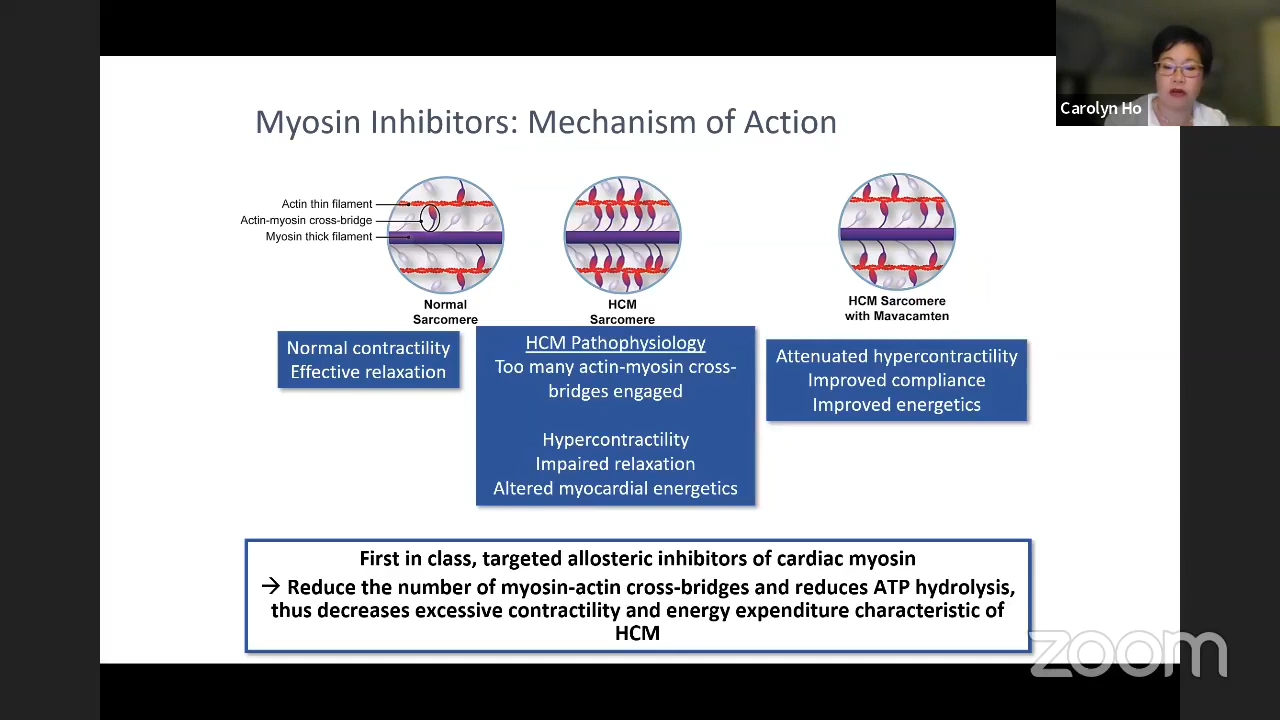 Carolyn Ho
Myosin Inhibitors: Mechanism of Action
Actin thin filament
Actin-myosin cross-bridge
Myosin thick filament
Normal
Sarcomere
HCM
Sarcomere
HCM Sarcomere
with Mavacamten
Normal contractility
Effective relaxation
HCM Pathophysiology
Too many actin-myosin cross-
bridges engaged
Hypercontractility
Impaired relaxation
Altered myocardial energetics
Attenuated hypercontractility
Improved compliance
Improved energetics
First in class, targeted allosteric inhibitors of cardiac myosin
→ Reduce the number of myosin-actin cross-bridges and reduces ATP hydrolysis,
thus decreases excessive contractility and energy expenditure characteristic of
HCM
zoom